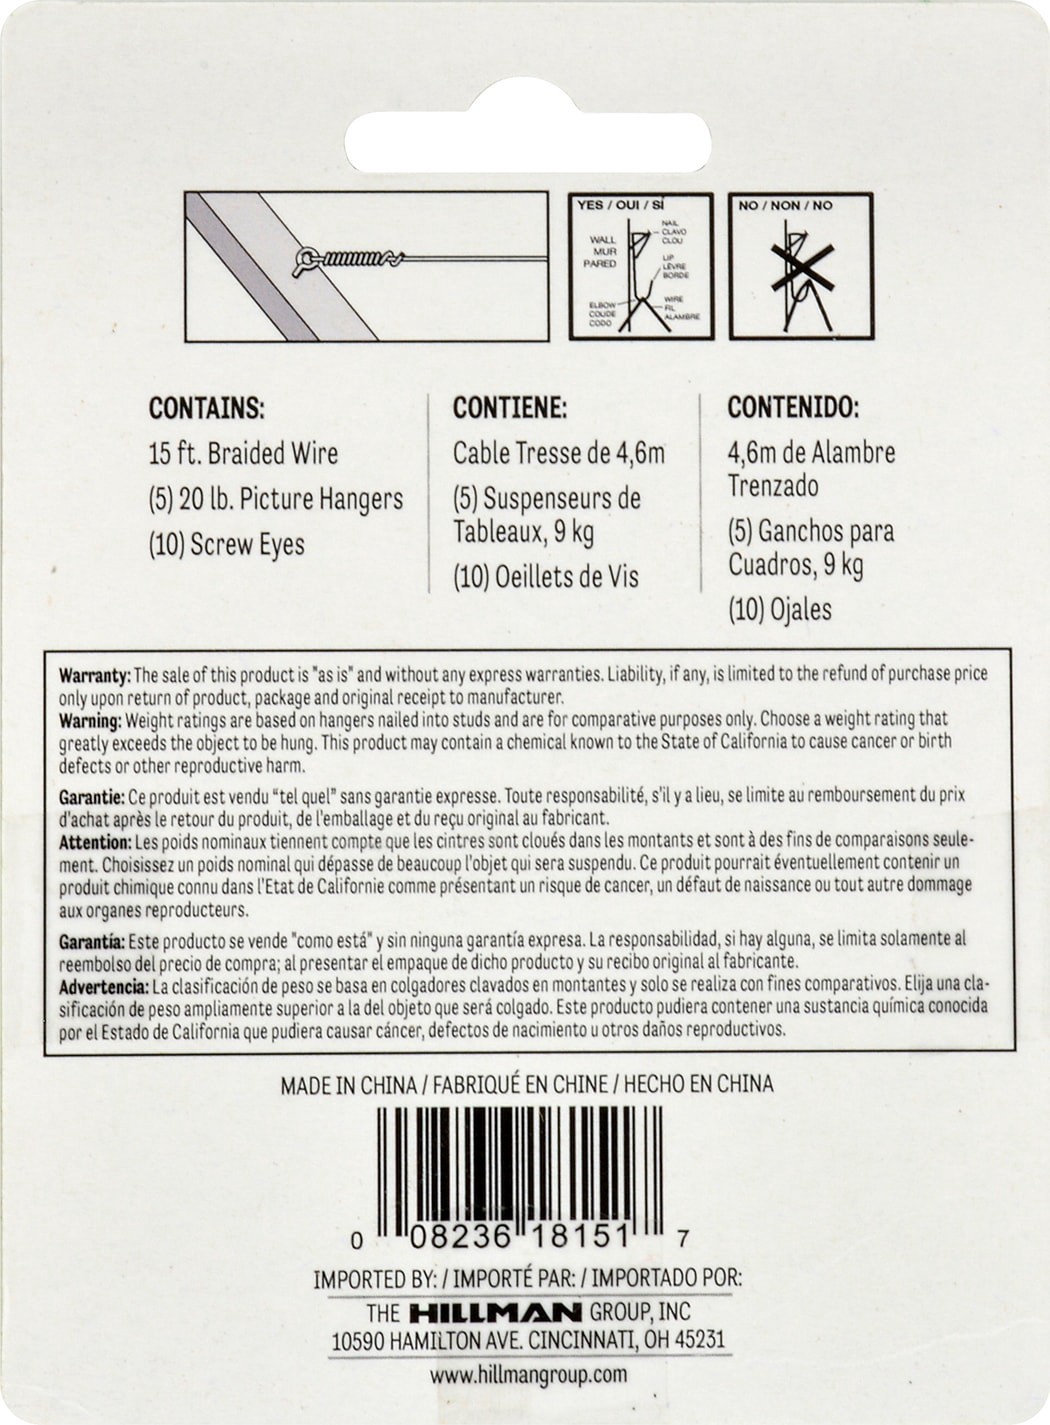 YES / OUI / SÍ
NAIL
CLAVO
CLOU
WALL
MUR
PARED
LIP
LÈVRE
BORDE
ELBOW
COUDE
CODO
WIRE
FIL
ALAMBRE
NO / NON / NO
CONTAINS:
15 ft. Braided Wire
(5) 20 lb. Picture Hangers
(10) Screw Eyes
CONTIENE:
Cable Tresse de 4,6m
(5) Suspenseurs de
Tableaux, 9 kg
(10) Oeillets de Vis
CONTENIDO:
4,6m de Alambre
Trenzado
(5) Ganchos para
Cuadros, 9 kg
(10) Ojales
Warranty: The sale of this product is "as is" and without any express warranties. Liability, if any, is limited to the refund of purchase price
only upon return of product, package and original receipt to manufacturer.
Warning: Weight ratings are based on hangers nailed into studs and are for comparative purposes only. Choose a weight rating that
greatly exceeds the object to be hung. This product may contain a chemical known to the State of California to cause cancer or birth
defects or other reproductive harm.
Garantie: Ce produit est vendu “tel quel” sans garantie expresse. Toute responsabilité, s'il y a lieu, se limite au remboursement du prix
d'achat après le retour du produit, de l'emballage et du reçu original au fabricant.
Attention: Les poids nominaux tiennent compte que les cintres sont cloués dans les montants et sont à des fins de comparaisons seule-
ment. Choisissez un poids nominal qui dépasse de beaucoup l'objet qui sera suspendu. Ce produit pourrait éventuellement contenir un
produit chimique connu dans l'Etat de Californie comme présentant un risque de cancer, un défaut de naissance ou tout autre dommage
aux organes reproducteurs.
Garantía: Este producto se vende "como está" y sin ninguna garantía expresa. La responsabilidad, si hay alguna, se limita solamente al
reembolso del precio de compra; al presentar el empaque de dicho producto y su recibo original al fabricante.
Advertencia: La clasificación de peso se basa en colgadores clavados en montantes y solo se realiza con fines comparativos. Elija una cla-
sificación de peso ampliamente superior a la del objeto que será colgado. Este producto pudiera contener una sustancia química conocida
por el Estado de California que pudiera causar cáncer, defectos de nacimiento u otros daños reproductivos.
MADE IN CHINA / FABRIQUÉ EN CHINE / HECHO EN CHINA
0 08236 18151 7
IMPORTED BY: / IMPORTÉ PAR: / IMPORTADO POR:
THE HILLMAN GROUP, INC
10590 HAMILTON AVE. CINCINNATI, OH 45231
www.hillmangroup.com